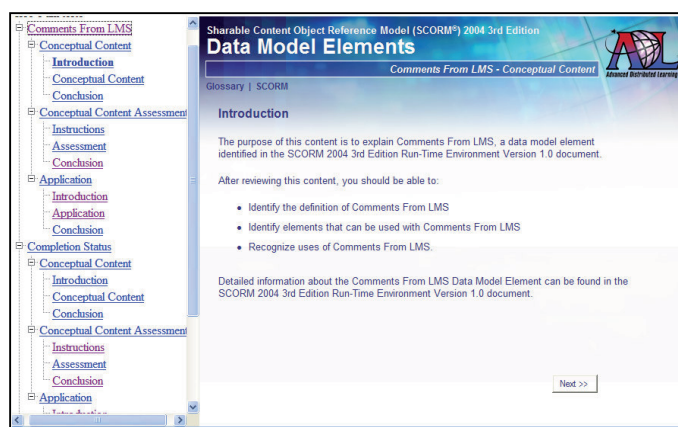 Comments From LMS
Conceptual Content
Introduction
Conceptual Content
Conclusion
Conceptual Content Assessment
Instructions
Assessment
Conclusion
Application
Introduction
Application
Conclusion
Completion Status
Conceptual Content
Introduction
Conceptual Content
Conclusion
Conceptual Content Assessment
Instructions
Assessment
Conclusion
Application
Sharable Content Object Reference Model (SCORM®) 2004 3rd Edition
Data Model Elements
Comments From LMS - Conceptual Content
ADL
Advanced Distributed Learning
Glossary | SCORM
Introduction
The purpose of this content is to explain Comments From LMS, a data model element
identified in the SCORM 2004 3rd Edition Run-Time Environment Version 1.0 document.
After reviewing this content, you should be able to:
• Identify the definition of Comments From LMS
• Identify elements that can be used with Comments From LMS
• Recognize uses of Comments From LMS.
Detailed information about the Comments From LMS Data Model Element can be found in the
SCORM 2004 3rd Edition Run-Time Environment Version 1.0 document.
Next >>